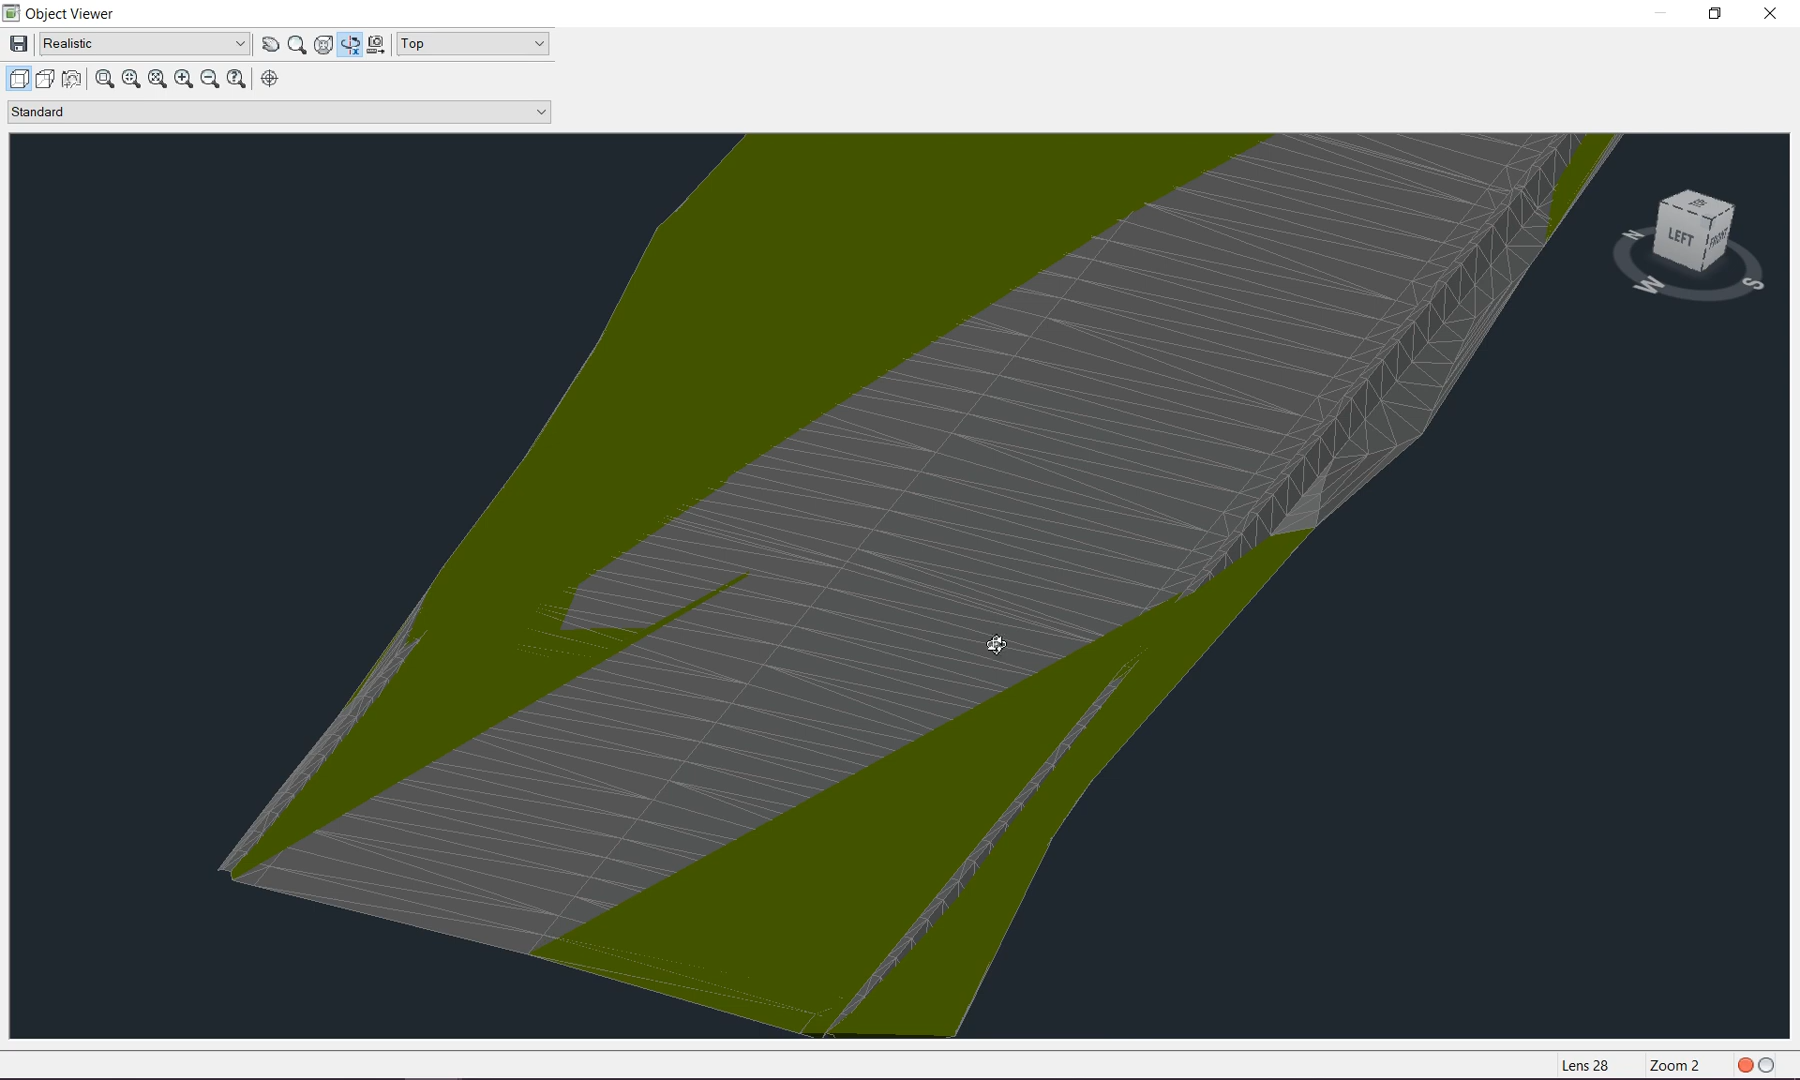 Object Viewer
Realistic
Top
Standard
LEFT
FRONT
N
W
S
Lens 28
Zoom 2